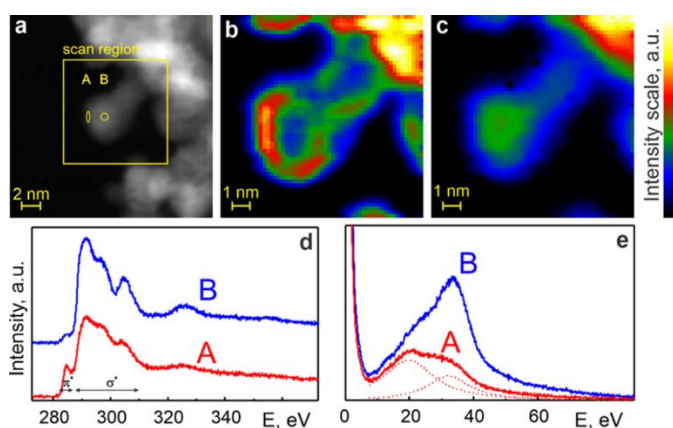 a
scan region
A B
2 nm
b
1 nm
c
1 nm
Intensity scale, a.u.
d
B
A
π*
σ*
Intensity, a.u.
280 300 320 340
E, eV
e
B
A
0 20 40 60
E, eV